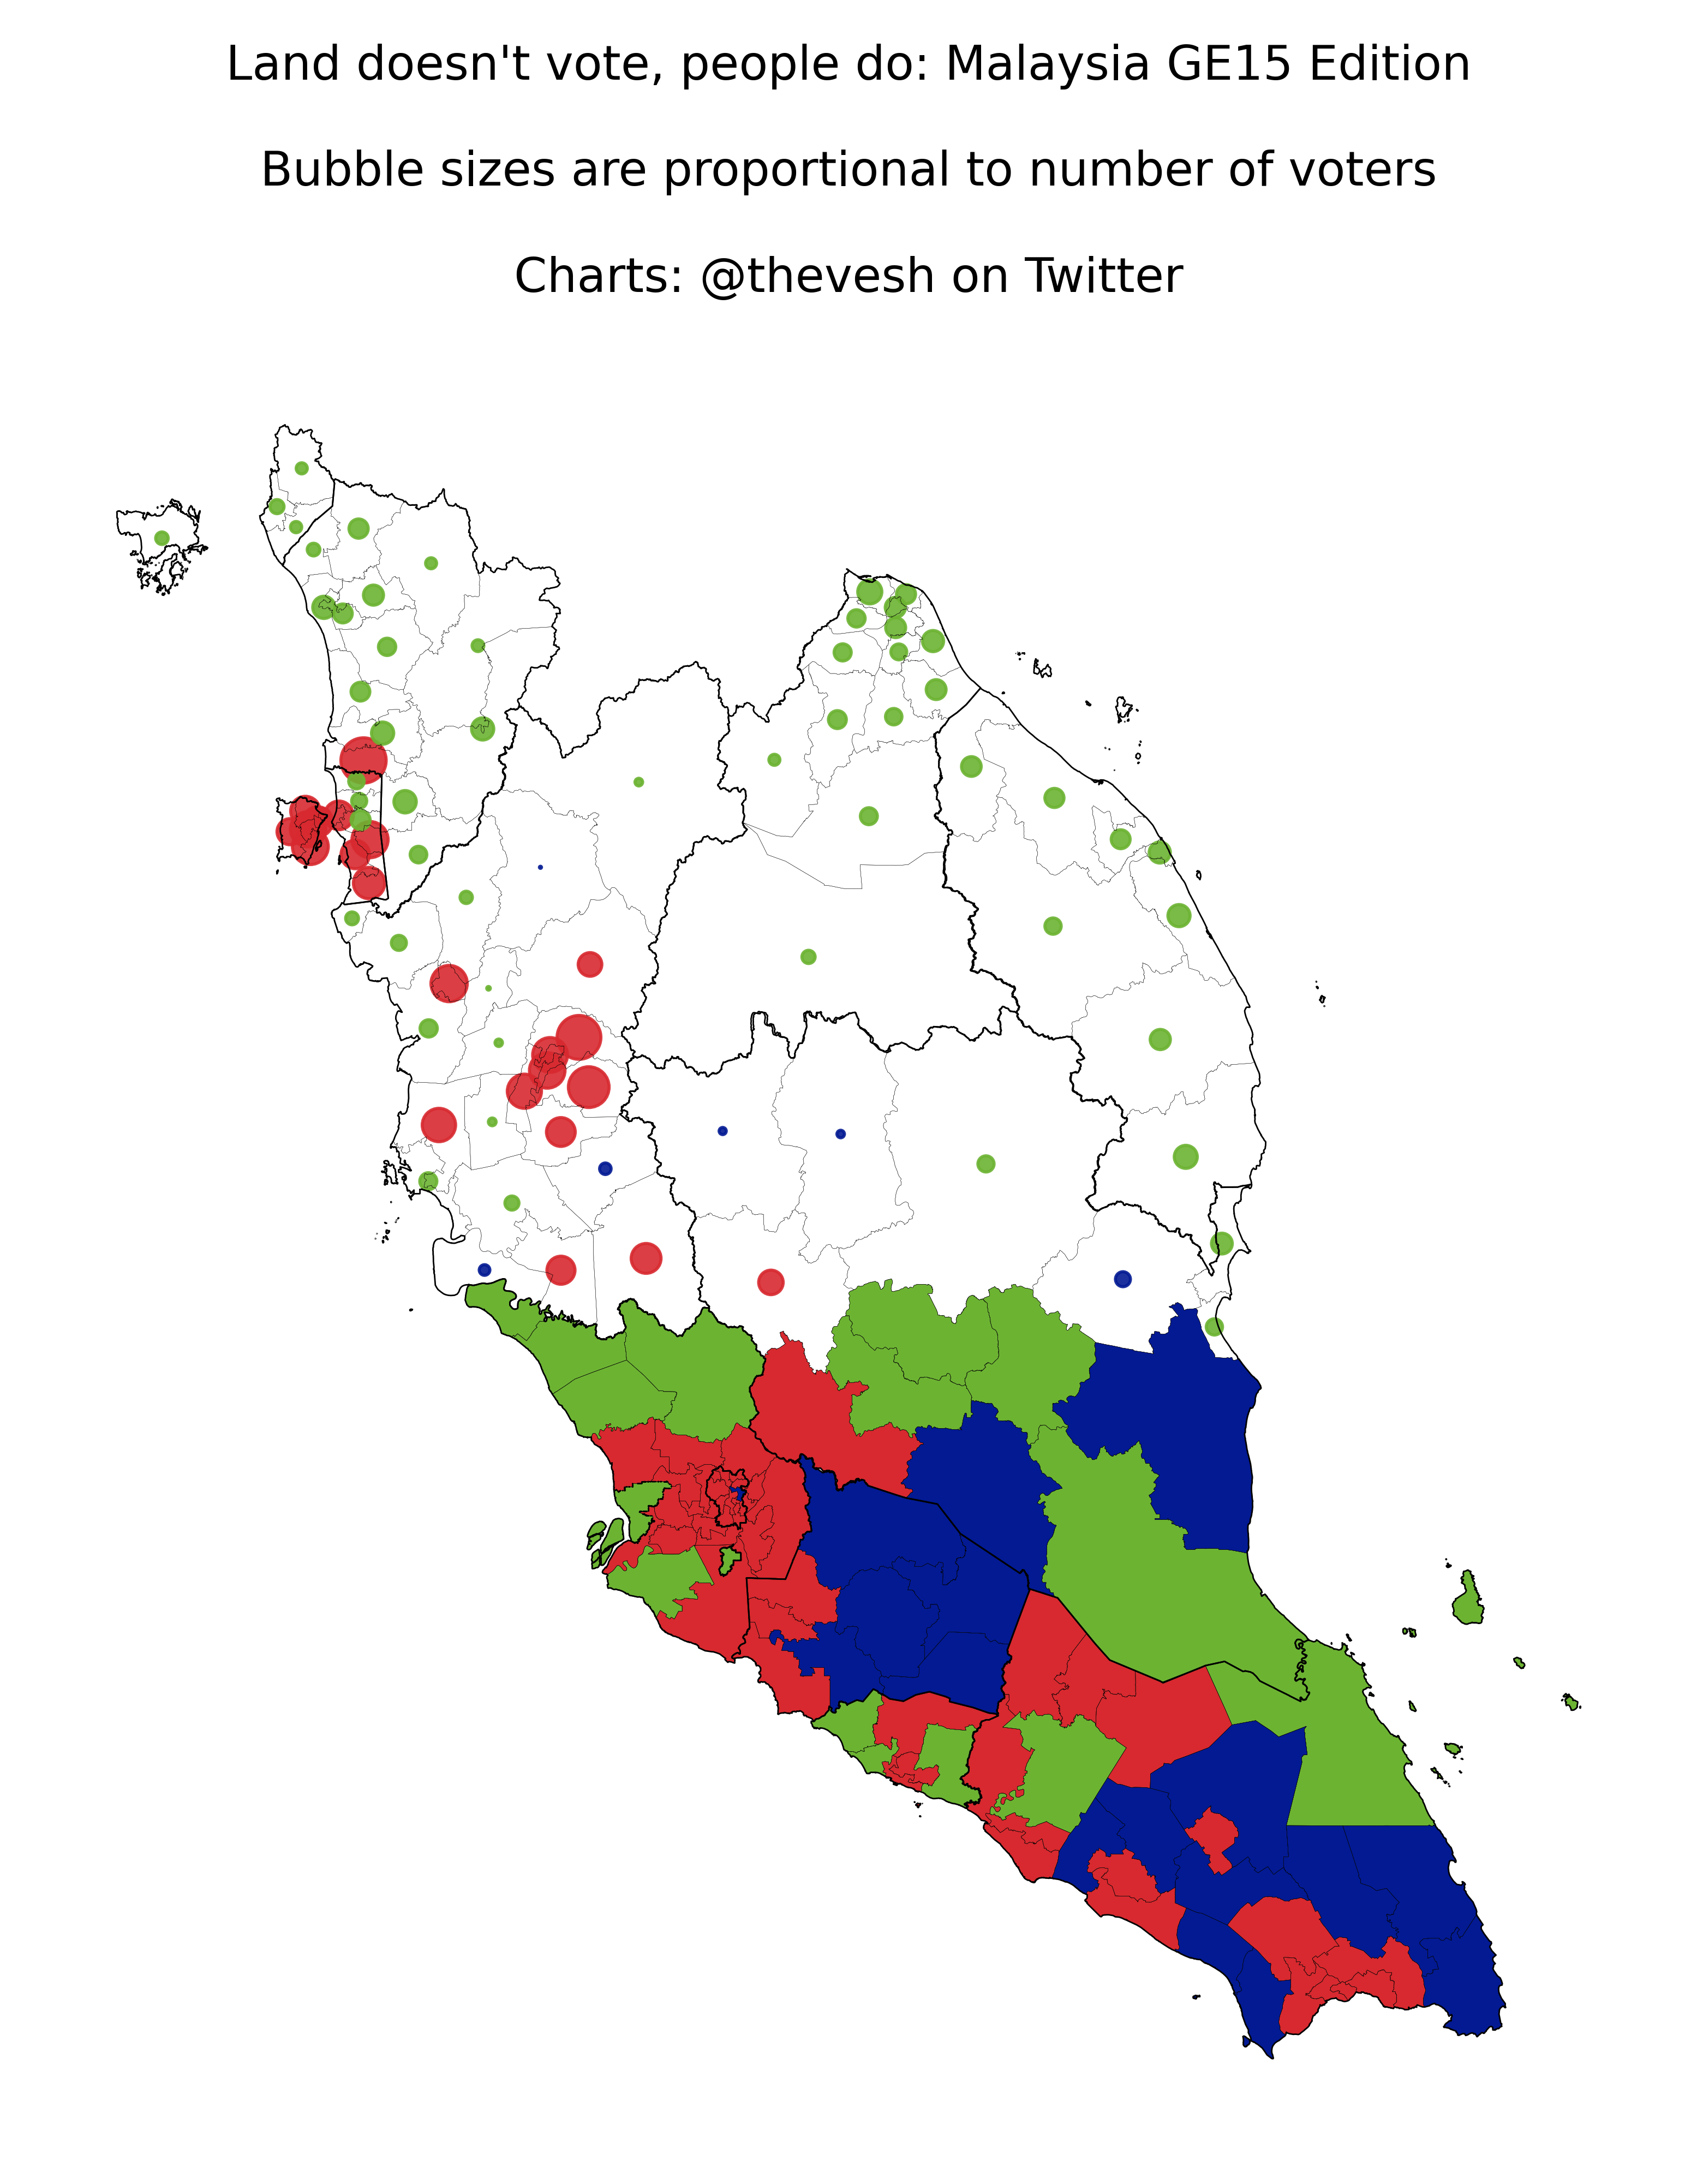 Land doesn't vote, people do: Malaysia GE15 Edition
Bubble sizes are proportional to number of voters
Charts: @thevesh on Twitter